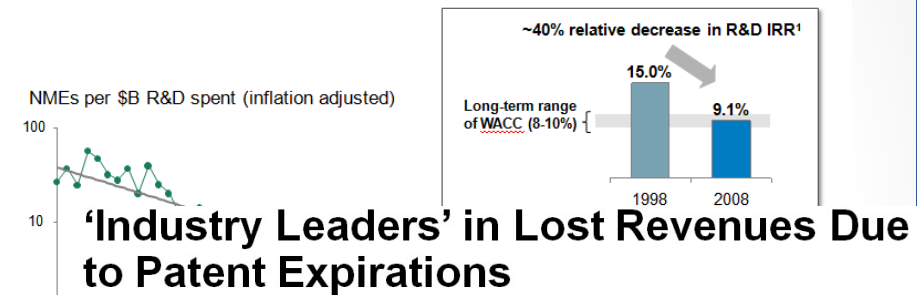 ~40% relative decrease in R&D IRR¹
15.0%
NMEs per $B R&D spent (inflation adjusted)
Long-term range
of WACC (8-10%)
9.1%
100
1998 2008
10
‘Industry Leaders’ in Lost Revenues Due
to Patent Expirations